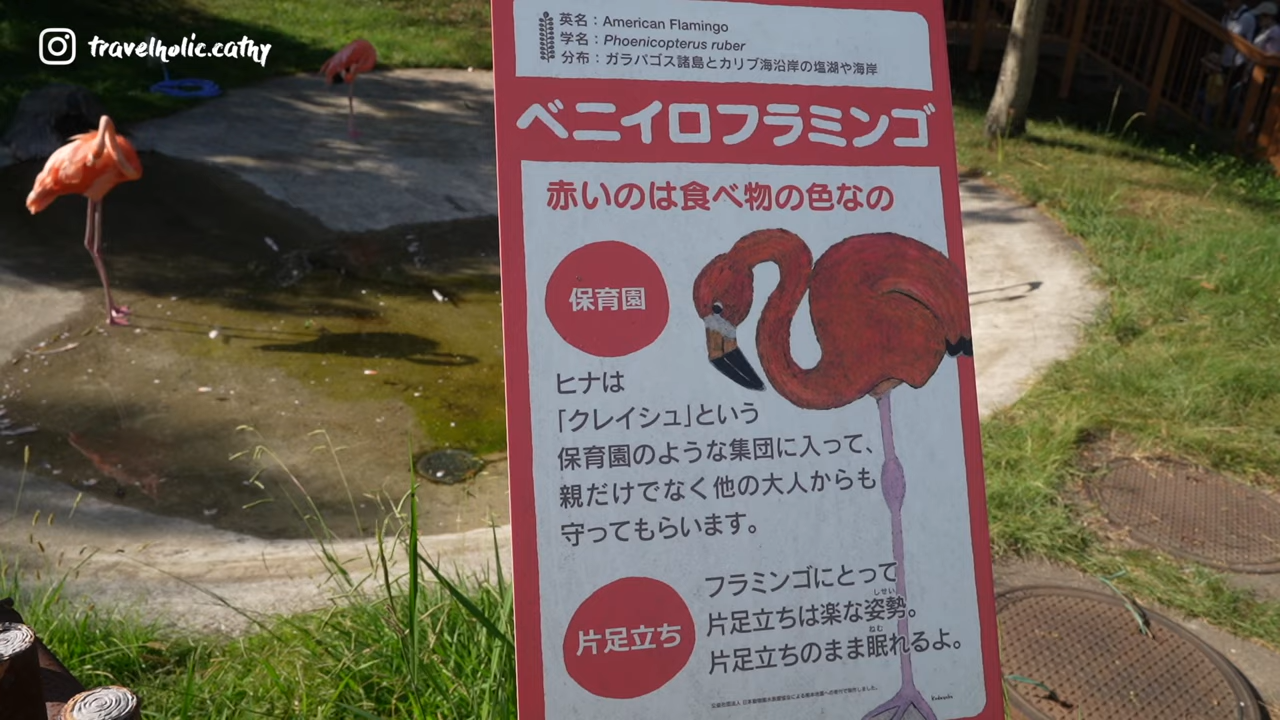 travelholic.cathy
英名：American Flamingo
学名：Phoenicopterus ruber
分布：ガラパゴス諸島とカリブ海沿岸の塩湖や海岸
ベニイロフラミンゴ
赤いのは食べ物の色なの
保育園
ヒナは
「クレイシュ」という
保育園のような集団に入って、
親だけでなく他の大人からも
守ってもらいます。
片足立ち
フラミンゴにとって
片足立ちは楽な姿勢。
しせい
片足立ちのまま眠れるよ。
ねむ